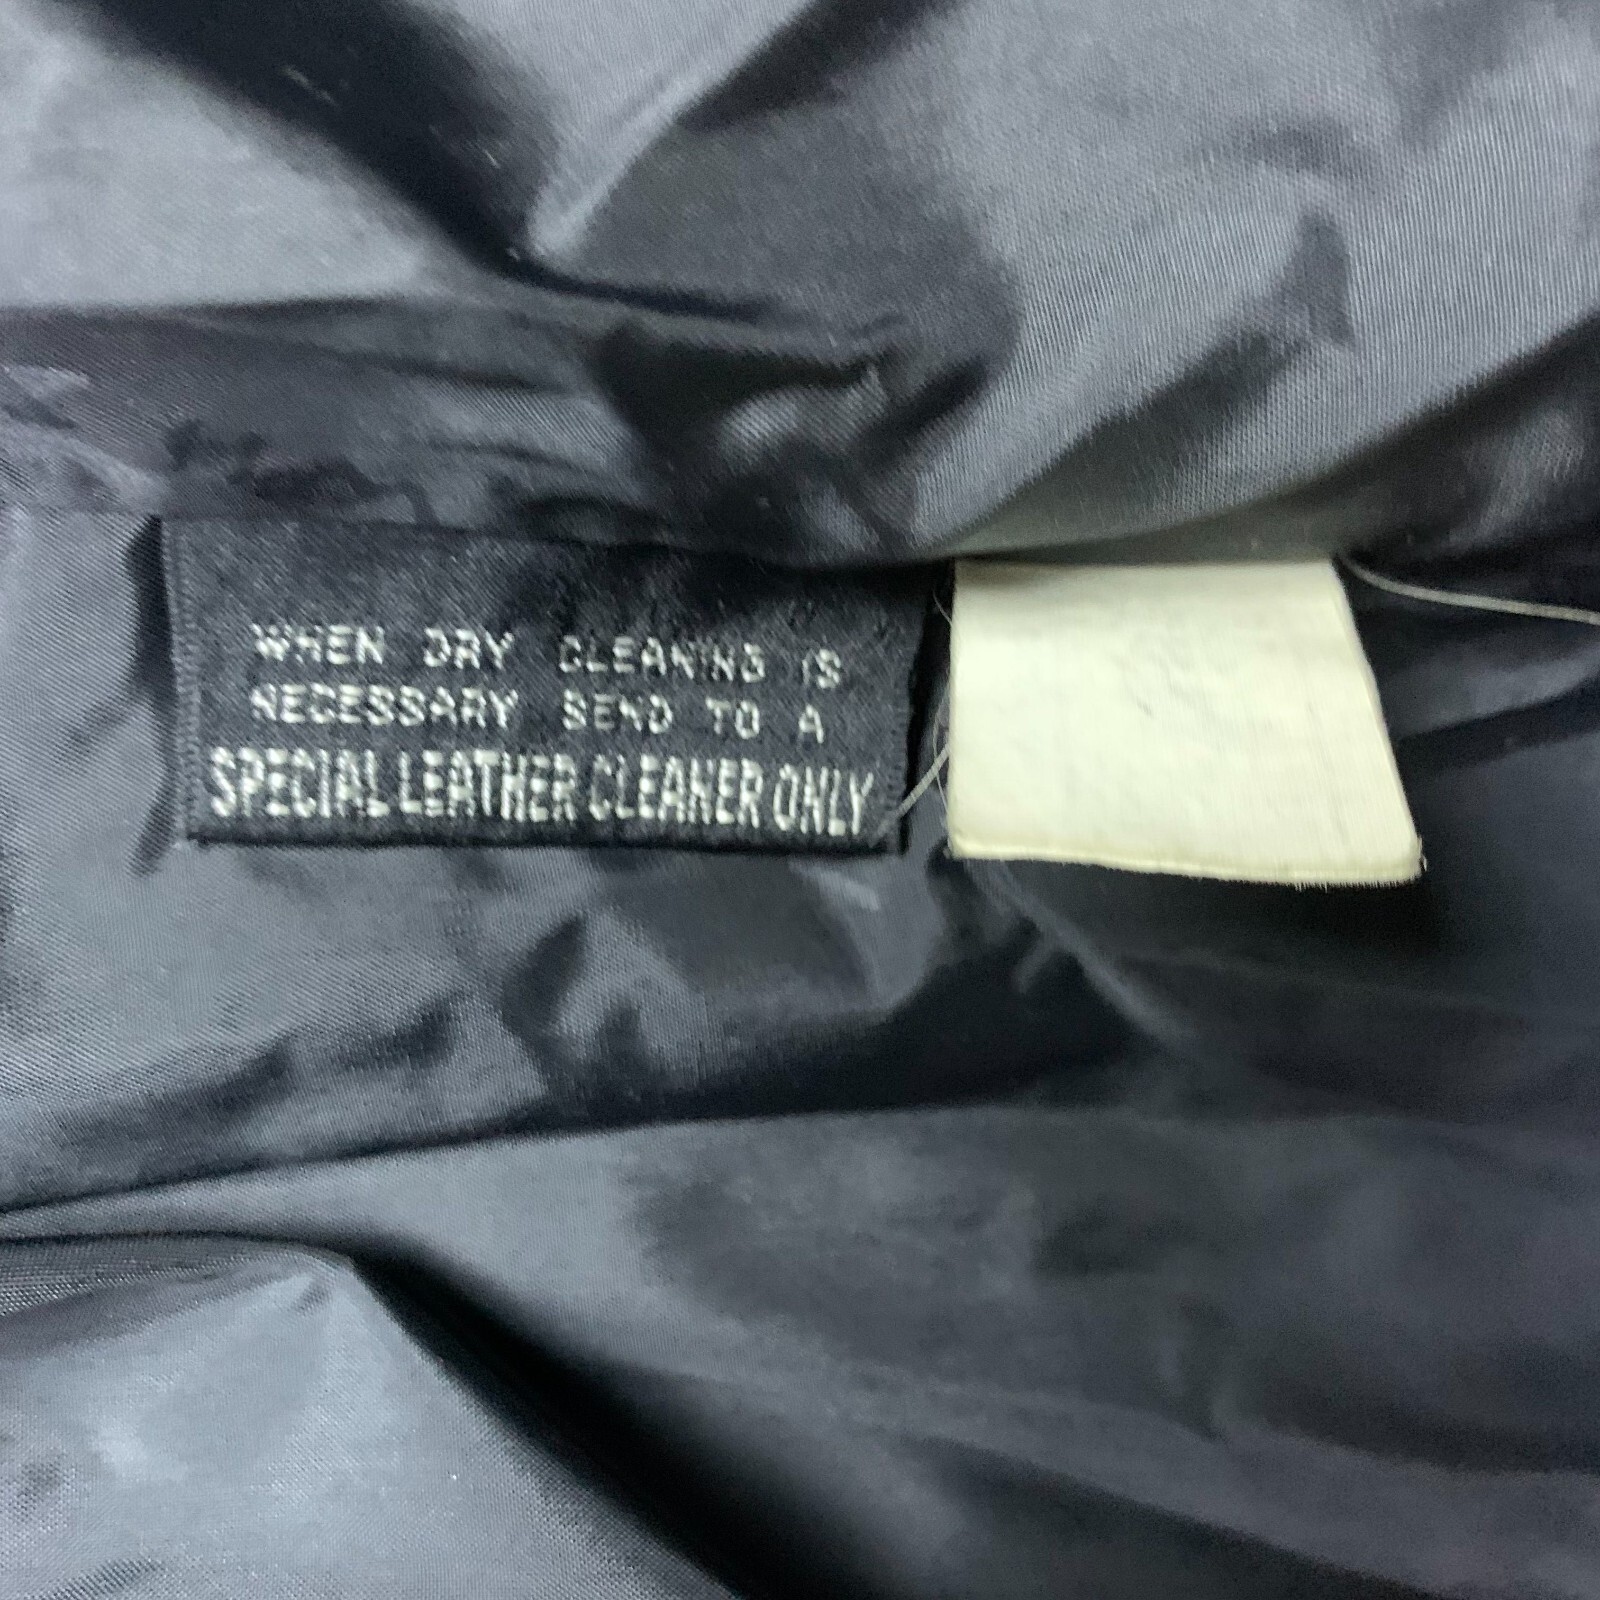 WHEN DRY CLEANING IS
NECESSARY SEND TO A
SPECIAL LEATHER CLEANER ONLY